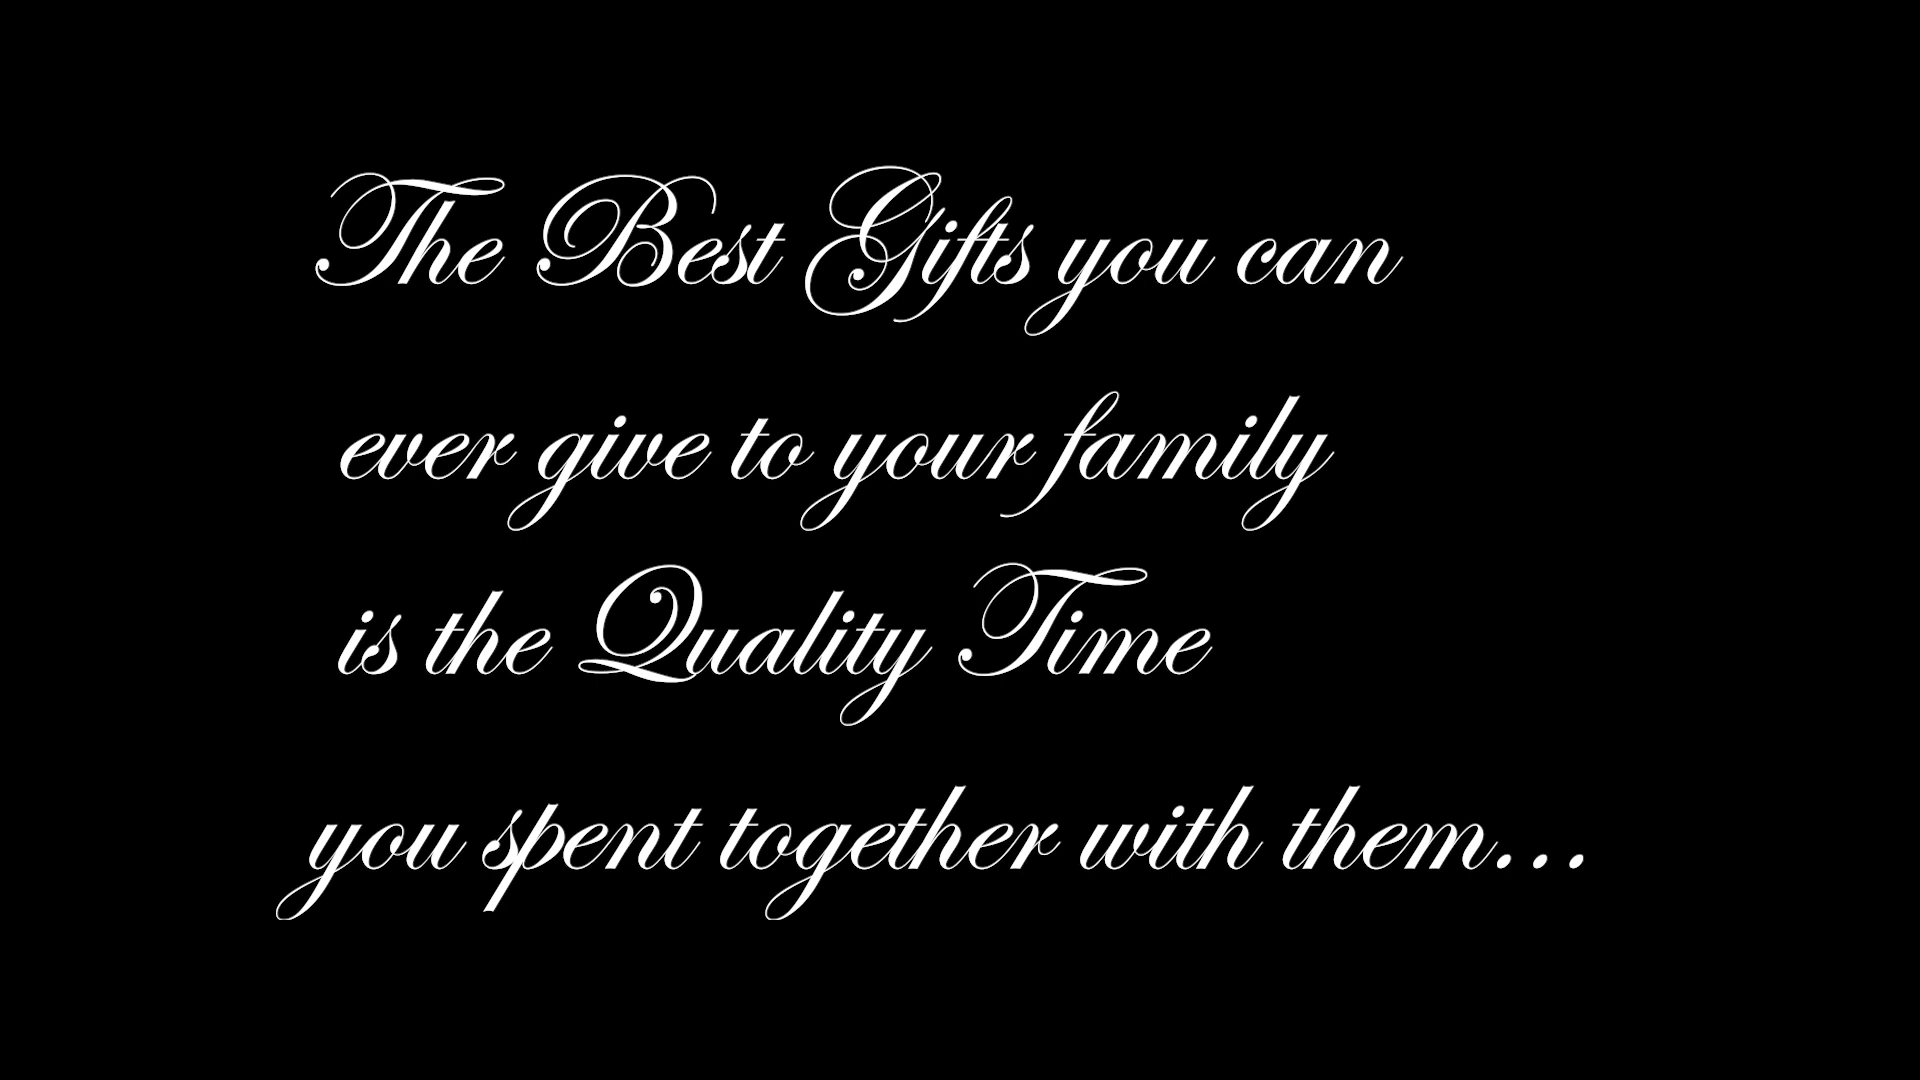 The Best Gifts you can
ever give to your family
is the Quality Time
you spent together with them...